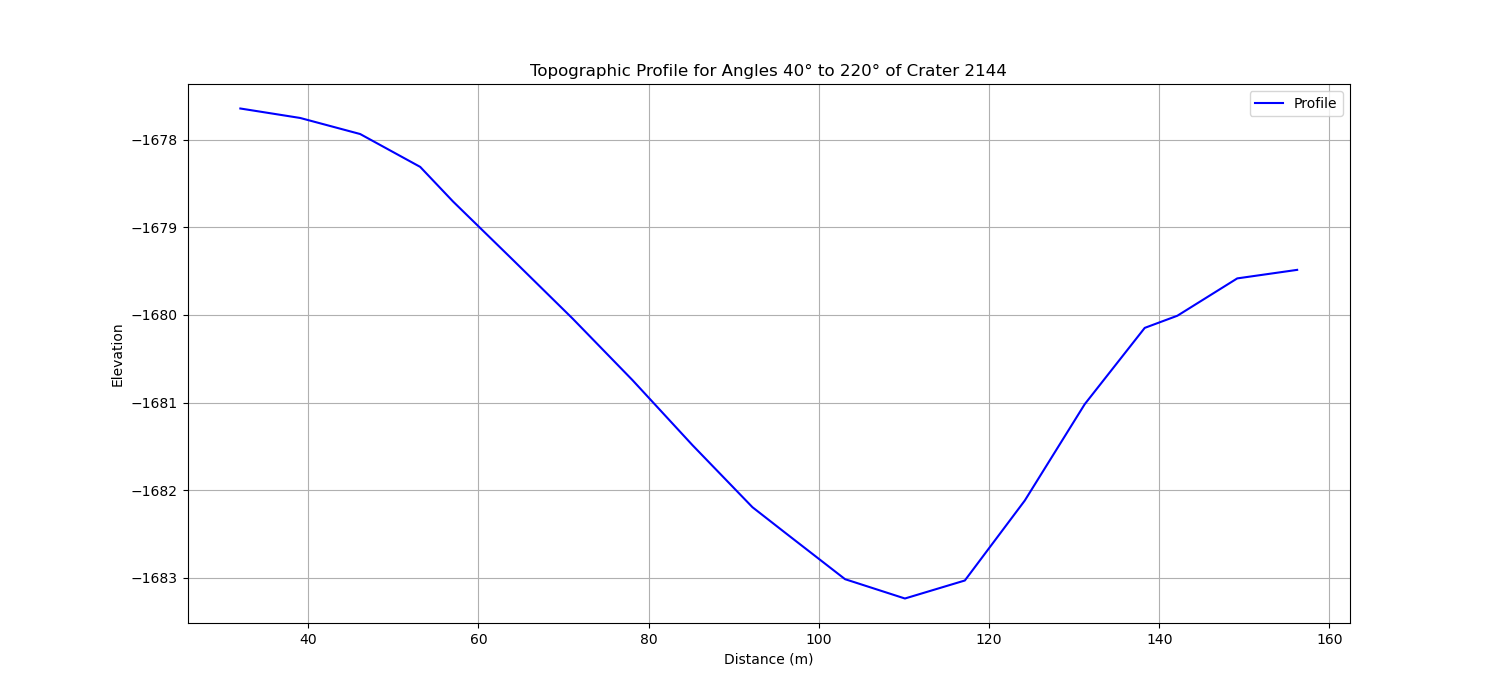 Topographic Profile for Angles 40° to 220° of Crater 2144
Profile
−1678
−1679
−1680
−1681
−1682
−1683
Elevation
40 60 80 100 120 140 160
Distance (m)